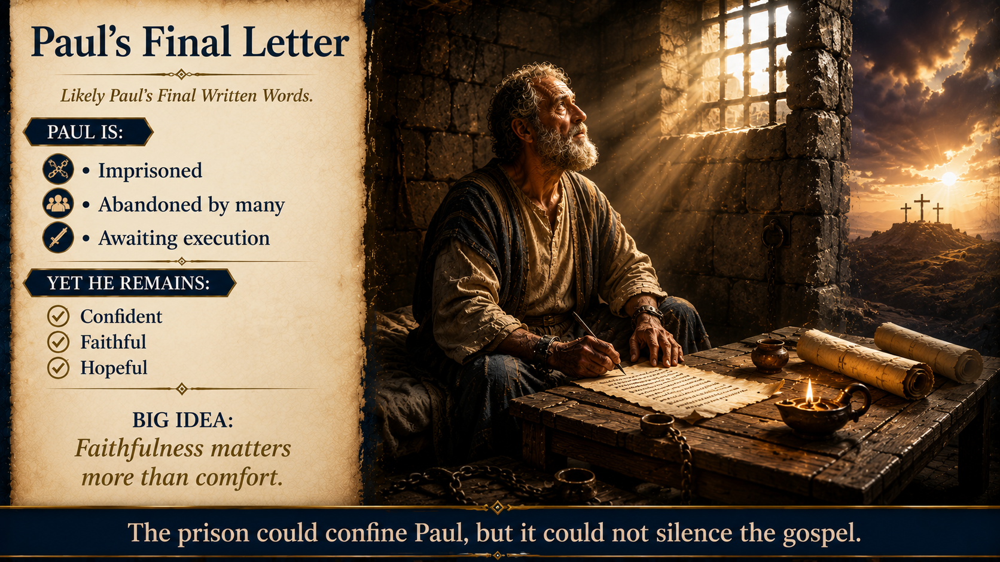 Paul's Final Letter
Likely Paul's Final Written Words.
PAUL IS:
• Imprisoned
• Abandoned by many
• Awaiting execution
YET HE REMAINS:
Confident
Faithful
Hopeful
BIG IDEA:
Faithfulness matters
more than comfort.
The prison could confine Paul, but it could not silence the gospel.